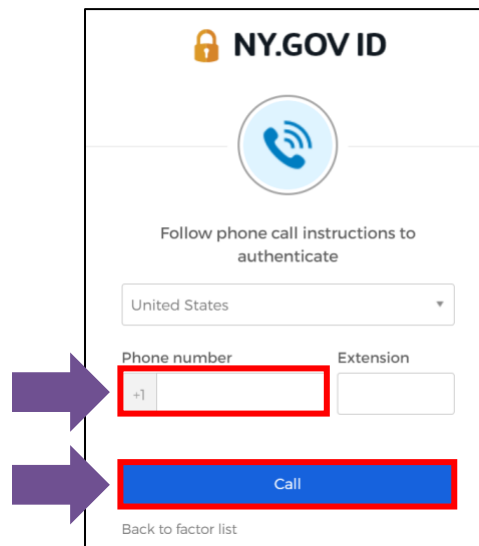 NY.GOV ID
Follow phone call instructions to
authenticate
United States
Phone number Extension
+1
Call
Back to factor list